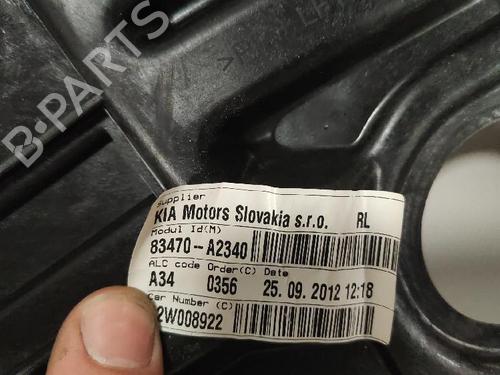 B-PARTS
Supplier
KIA Motors Slovakia s.r.o. RL
Modul Id(M)
83470-A2340
ALC code Order(C) Date
A34 0356 25.09.2012 12:18
Car Number (C)
2W008922